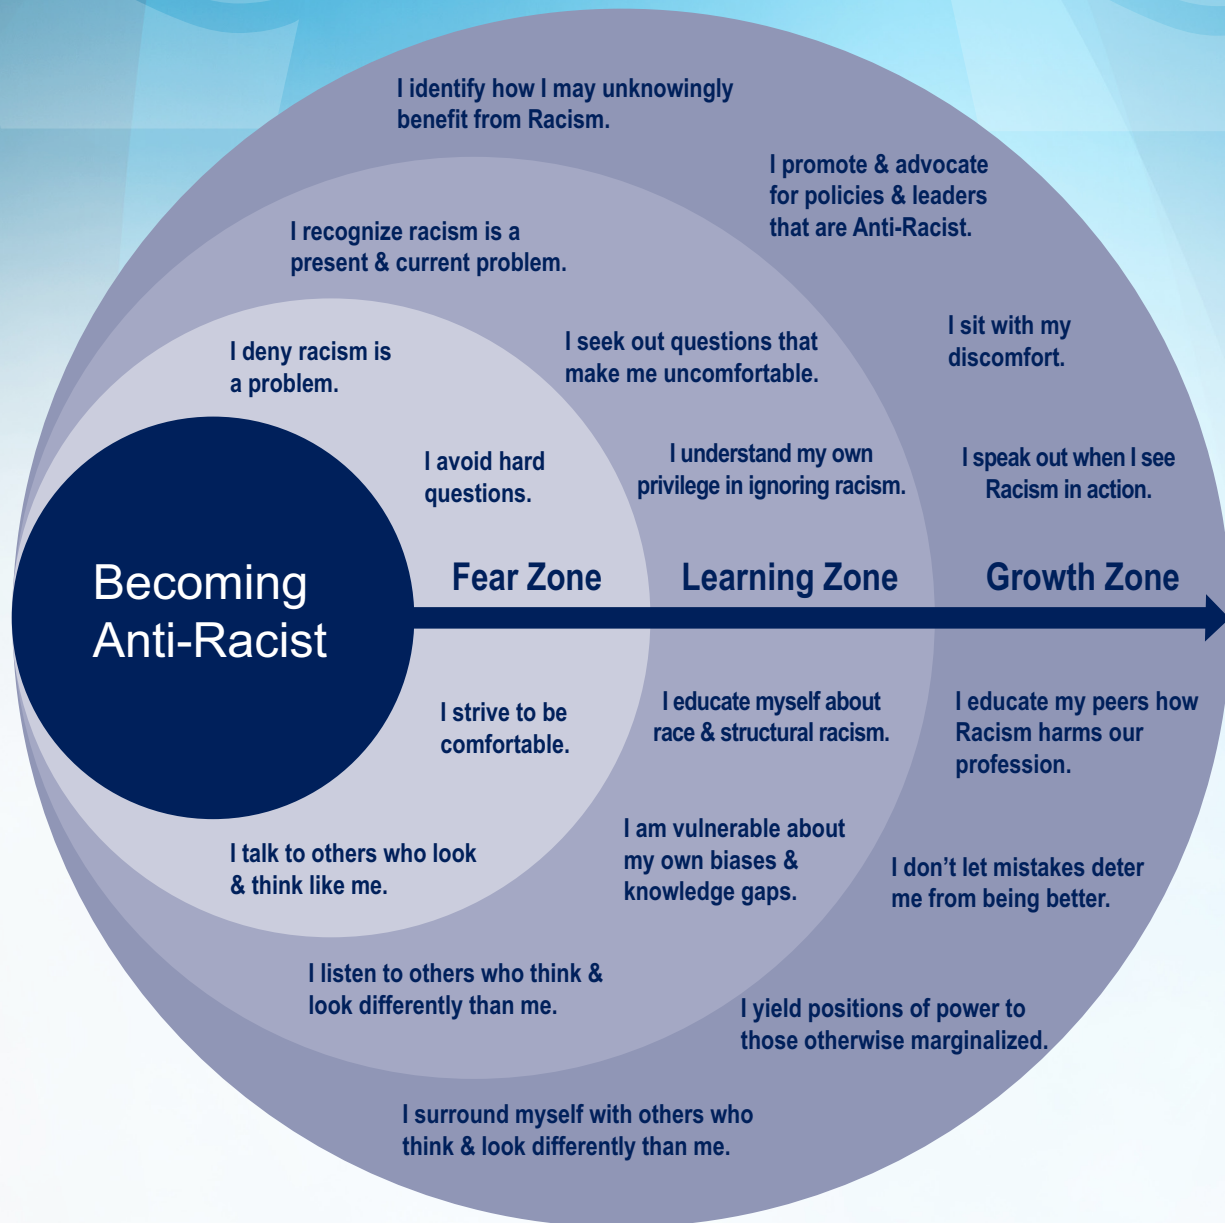 I identify how I may unknowingly
benefit from Racism.
I promote & advocate
for policies & leaders
that are Anti-Racist.
I recognize racism is a
present & current problem.
I sit with my
discomfort.
I seek out questions that
make me uncomfortable.
I deny racism is
a problem.
I avoid hard
questions.
I understand my own
privilege in ignoring racism.
I speak out when I see
Racism in action.
Becoming
Anti-Racist
Fear Zone
Learning Zone
Growth Zone
I strive to be
comfortable.
I educate myself about
race & structural racism.
I educate my peers how
Racism harms our
profession.
I talk to others who look
& think like me.
I am vulnerable about
my own biases &
knowledge gaps.
I don’t let mistakes deter
me from being better.
I listen to others who think &
look differently than me.
I yield positions of power to
those otherwise marginalized.
I surround myself with others who
think & look differently than me.